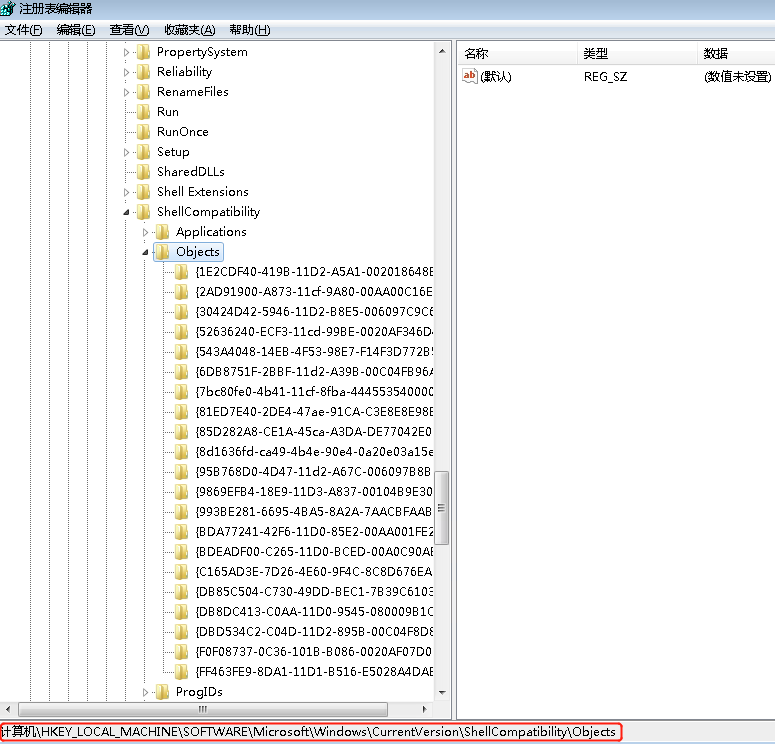 注册表编辑器
文件(F) 编辑(E) 查看(V) 收藏夹(A) 帮助(H)
PropertySystem
Reliability
RenameFiles
Run
RunOnce
Setup
SharedDLLs
Shell Extensions
ShellCompatibility
Applications
Objects
{1E2CDF40-419B-11D2-A5A1-002018648E
{2AD91900-A873-11cf-9A80-00AA00C16E
{30424D42-5946-11D2-B8E5-006097C9C6
{52636240-ECF3-11cd-99BE-0020AF346D4
{543A4048-14EB-4F53-98E7-F14F3D772B5
{6DB8751F-2BBF-11d2-A39B-00C04FB96A
{7bc80fe0-4b41-11cf-8fba-444553540000
{81ED7E40-2DE4-47ae-91CA-C3E8E8E98E
{85D282A8-CE1A-45ca-A3DA-DE77042E0
{8d1636fd-ca49-4b4e-90e4-0a20e03a15e
{95B768D0-4D47-11d2-A67C-006097B8B
{9869EFB4-18E9-11D3-A837-00104B9E30
{993BE281-6695-4BA5-8A2A-7AACBFAAB
{BDA77241-42F6-11D0-85E2-00AA001FE2
{BDEADF00-C265-11D0-BCED-00A0C90AE
{C165AD3E-7D26-4E60-9F4C-8C8D676EA
{DB85C504-C730-49DD-BEC1-7B39C6103
{DB8DC413-C0AA-11D0-9545-080009B1C
{DBD534C2-C04D-11D2-895B-00C04F8D8
{F0F08737-0C36-101B-B086-0020AF07D0
{FF463FE9-8DA1-11D1-B516-E5028A4DAE
ProgIDs
名称 类型 数据
ab (默认) REG_SZ (数值未设置)
计算机\HKEY_LOCAL_MACHINE\SOFTWARE\Microsoft\Windows\CurrentVersion\ShellCompatibility\Objects